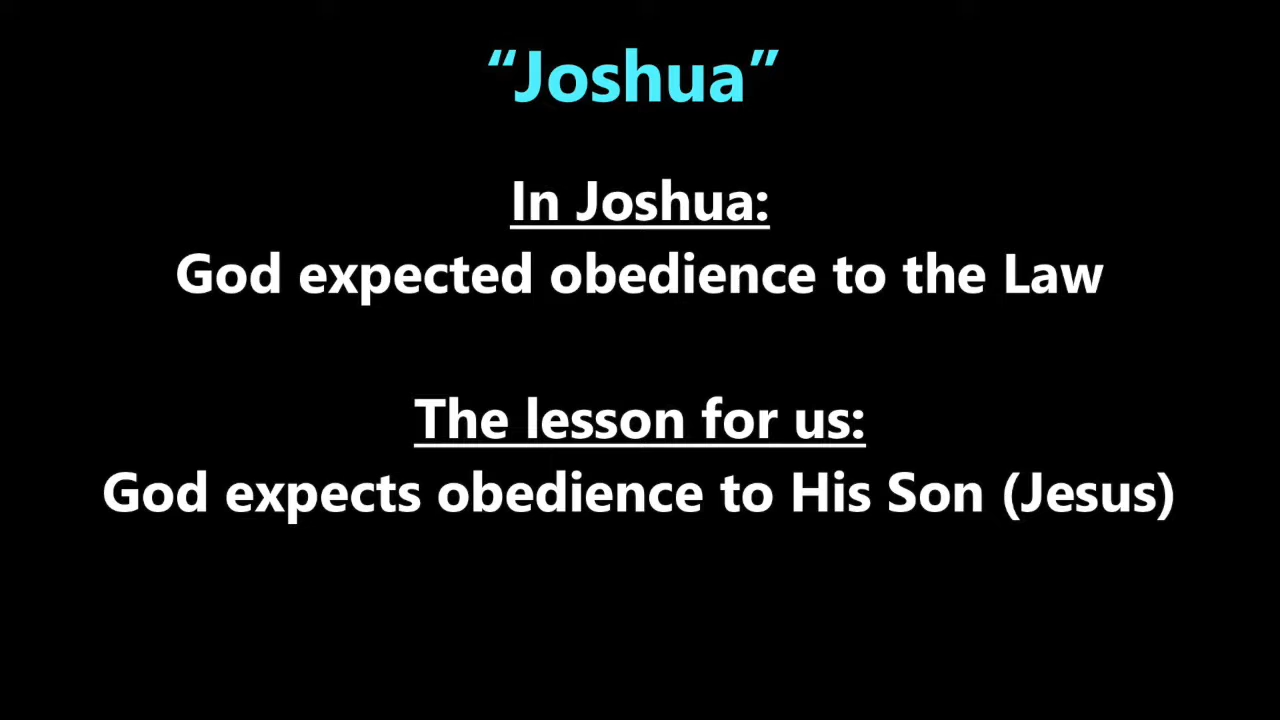 “Joshua”
In Joshua:
God expected obedience to the Law
The lesson for us:
God expects obedience to His Son (Jesus)